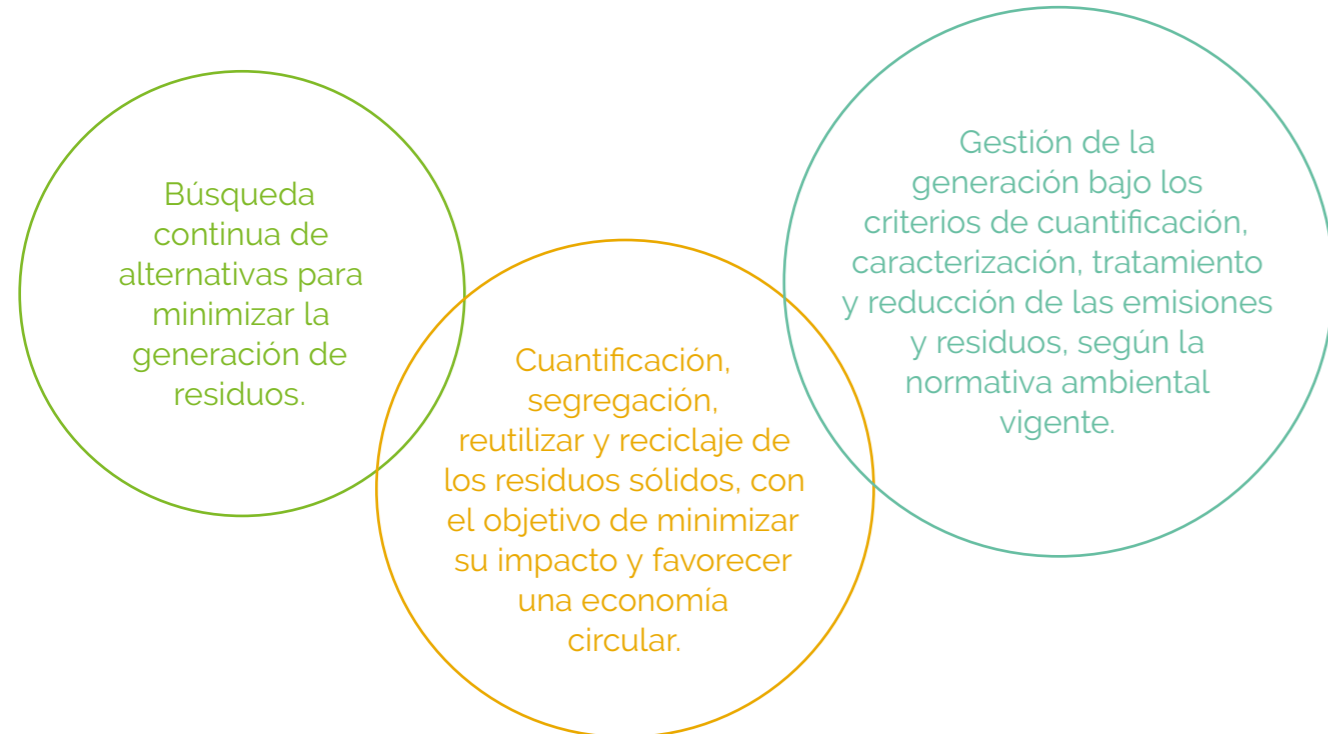 Búsqueda
continua de
alternativas para
minimizar la
generación de
residuos.
Cuantificación,
segregación,
reutilizar y reciclaje de
los residuos sólidos, con
el objetivo de minimizar
su impacto y favorecer
una economía
circular.
Gestión de la
generación bajo los
criterios de cuantificación,
caracterización, tratamiento
y reducción de las emisiones
y residuos, según la
normativa ambiental
vigente.